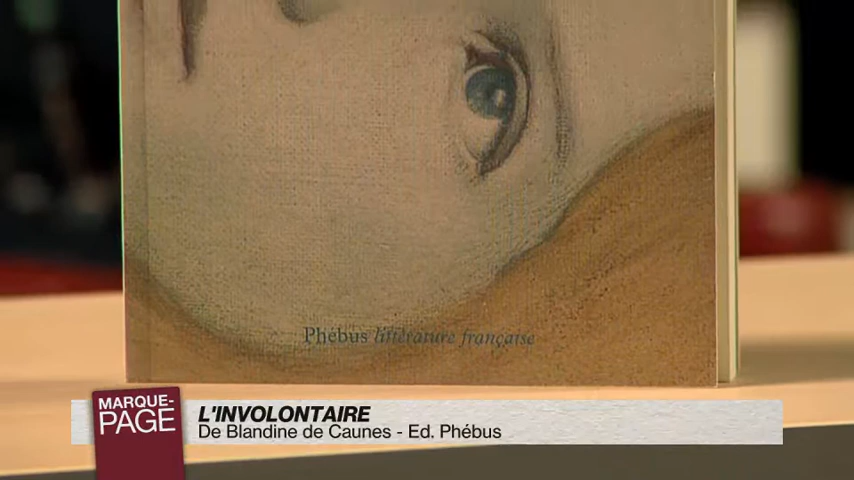 Phébus littérature française
MARQUE-
PAGE
L'INVOLONTAIRE
De Blandine de Caunes - Ed. Phébus